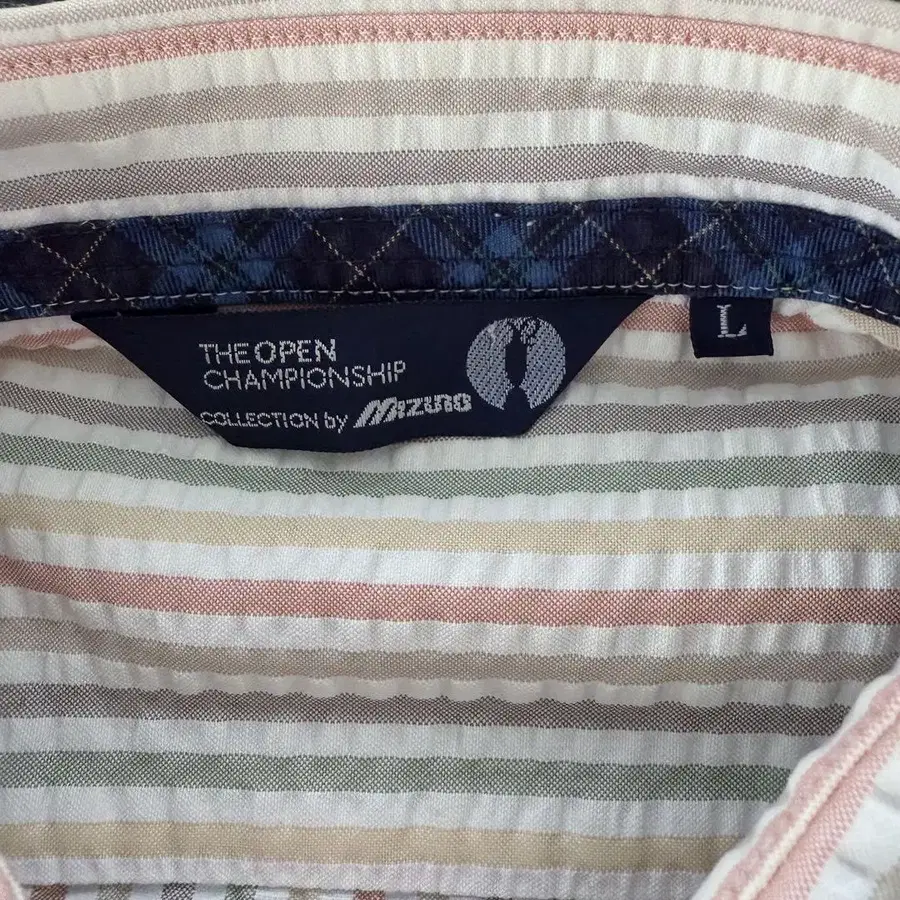 THE OPEN
CHAMPIONSHIP
COLLECTION by MIZUNO
L